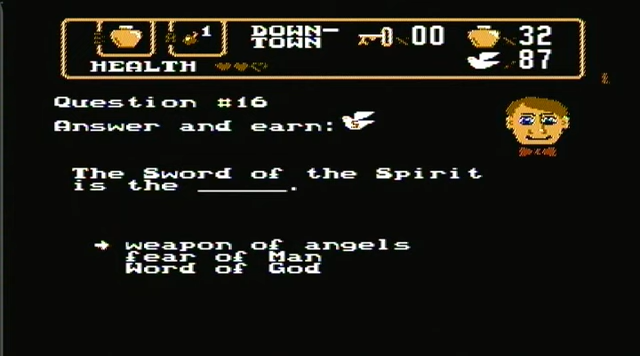 1 DOWN- 00 32
TOWN
HEALTH 87
Question #16
Answer and earn:
The Sword of the Spirit
is the ______.
weapon of angels
fear of Man
Word of God